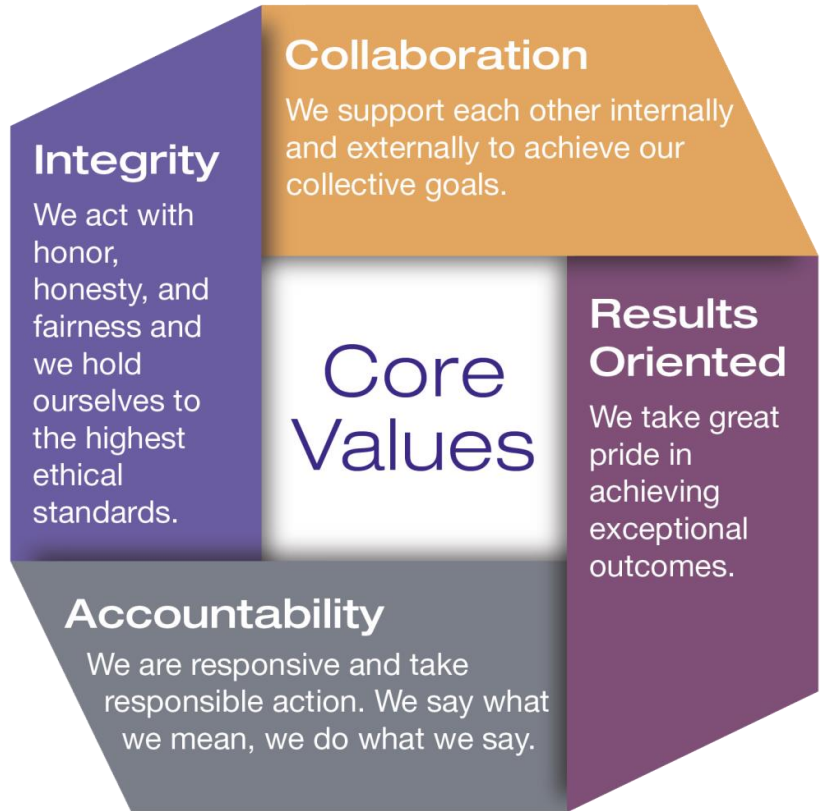 Collaboration
We support each other internally
and externally to achieve our
collective goals.
Integrity
We act with
honor,
honesty, and
fairness and
we hold
ourselves to
the highest
ethical
standards.
Core
Values
Results
Oriented
We take great
pride in
achieving
exceptional
outcomes.
Accountability
We are responsive and take
responsible action. We say what
we mean, we do what we say.